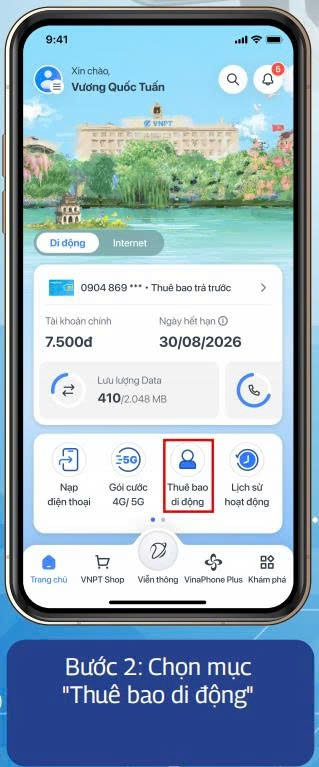 9:41
Xin chào,
Vương Quốc Tuấn
5
VNPT
Di động
Internet
0904 869 *** • Thuê bao trả trước
Tài khoản chính
Ngày hết hạn
7.500đ
30/08/2026
Lưu lượng Data
410/2.048 MB
5G
Nạp
điện thoại
Gói cước
4G/ 5G
Thuê bao
di động
Lịch sử
hoạt động
Trang chủ
VNPT Shop
Viễn thông
VinaPhone Plus
Khám phá
Bước 2: Chọn mục
"Thuê bao di động"